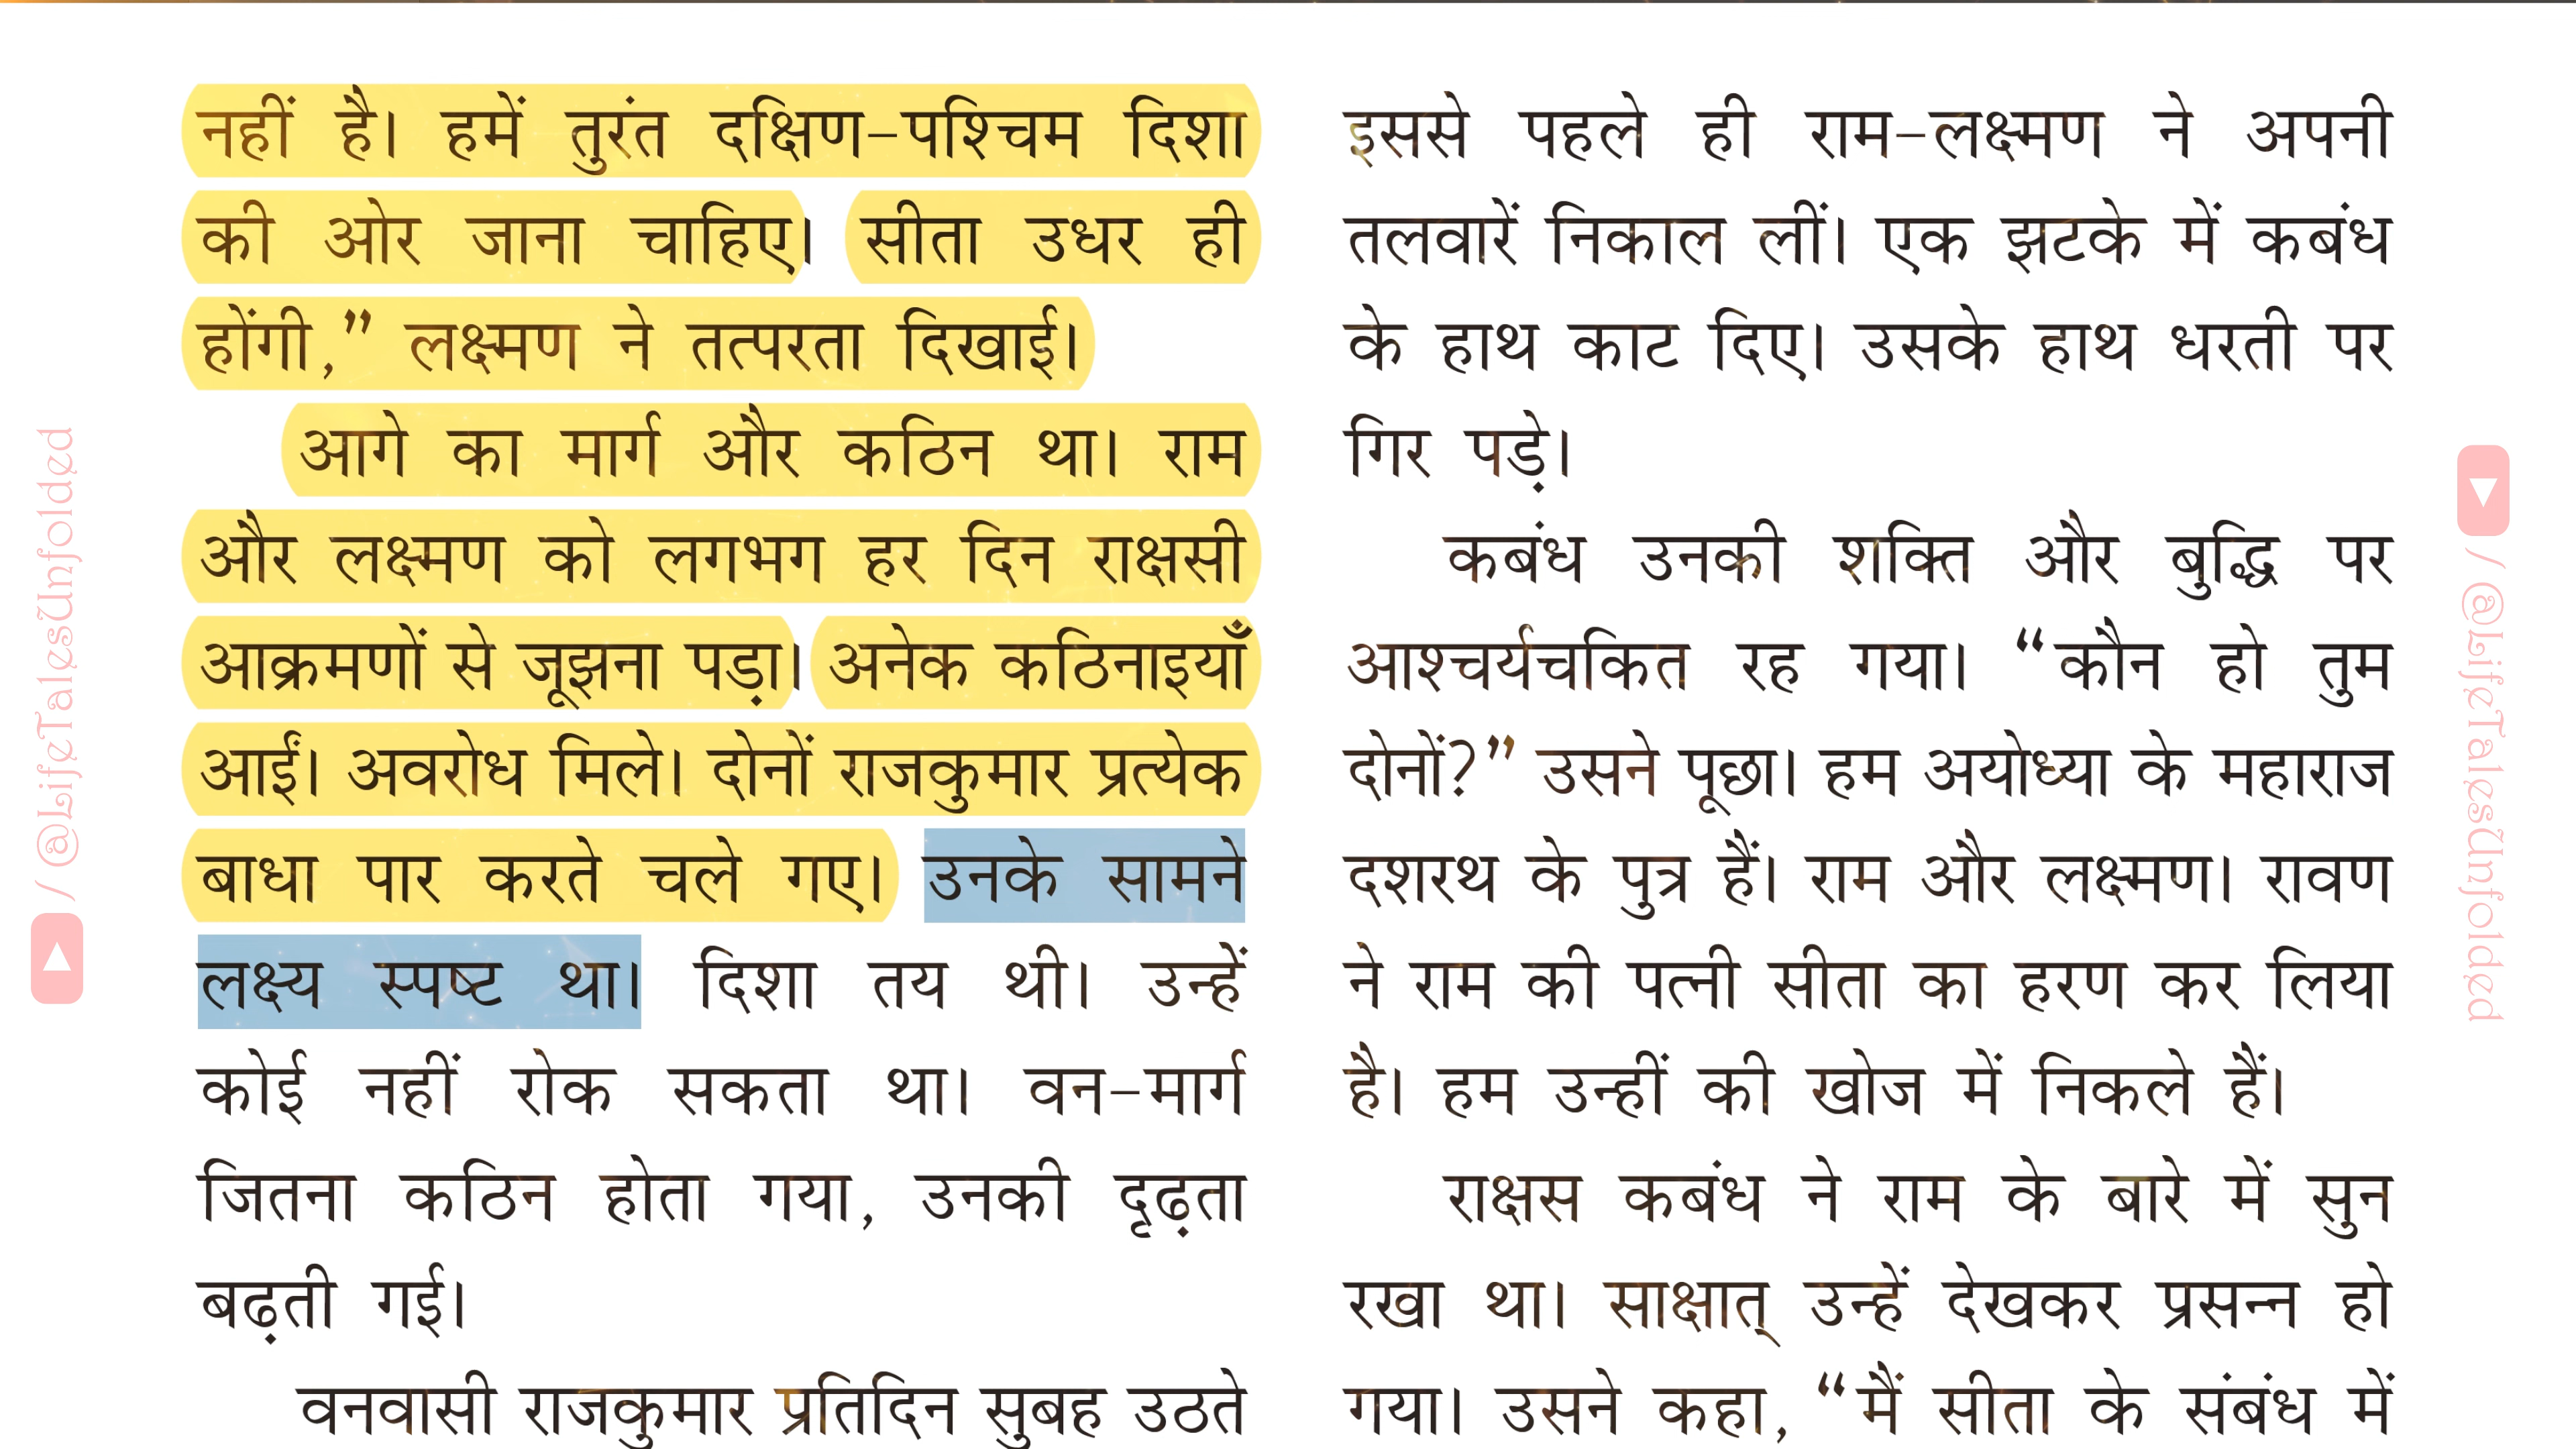 नहीं है। हमें तुरंत दक्षिण-पश्चिम दिशा
की ओर जाना चाहिए। सीता उधर ही
होंगी,” लक्ष्मण ने तत्परता दिखाई।
आगे का मार्ग और कठिन था। राम
और लक्ष्मण को लगभग हर दिन राक्षसी
आक्रमणों से जूझना पड़ा। अनेक कठिनाइयाँ
आईं। अवरोध मिले। दोनों राजकुमार प्रत्येक
बाधा पार करते चले गए। उनके सामने
लक्ष्य स्पष्ट था। दिशा तय थी। उन्हें
कोई नहीं रोक सकता था। वन-मार्ग
जितना कठिन होता गया, उनकी दृढ़ता
बढ़ती गई।
वनवासी राजकुमार प्रतिदिन सुबह उठते
इससे पहले ही राम-लक्ष्मण ने अपनी
तलवारें निकाल लीं। एक झटके में कबंध
के हाथ काट दिए। उसके हाथ धरती पर
गिर पड़े।
कबंध उनकी शक्ति और बुद्धि पर
आश्चर्यचकित रह गया। “कौन हो तुम
दोनों?” उसने पूछा। हम अयोध्या के महाराज
दशरथ के पुत्र हैं। राम और लक्ष्मण। रावण
ने राम की पत्नी सीता का हरण कर लिया
है। हम उन्हीं की खोज में निकले हैं।
राक्षस कबंध ने राम के बारे में सुन
रखा था। साक्षात् उन्हें देखकर प्रसन्न हो
गया। उसने कहा, “मैं सीता के संबंध में
/ @LifeTalesUnfolded
/ @LifeTalesUnfolded